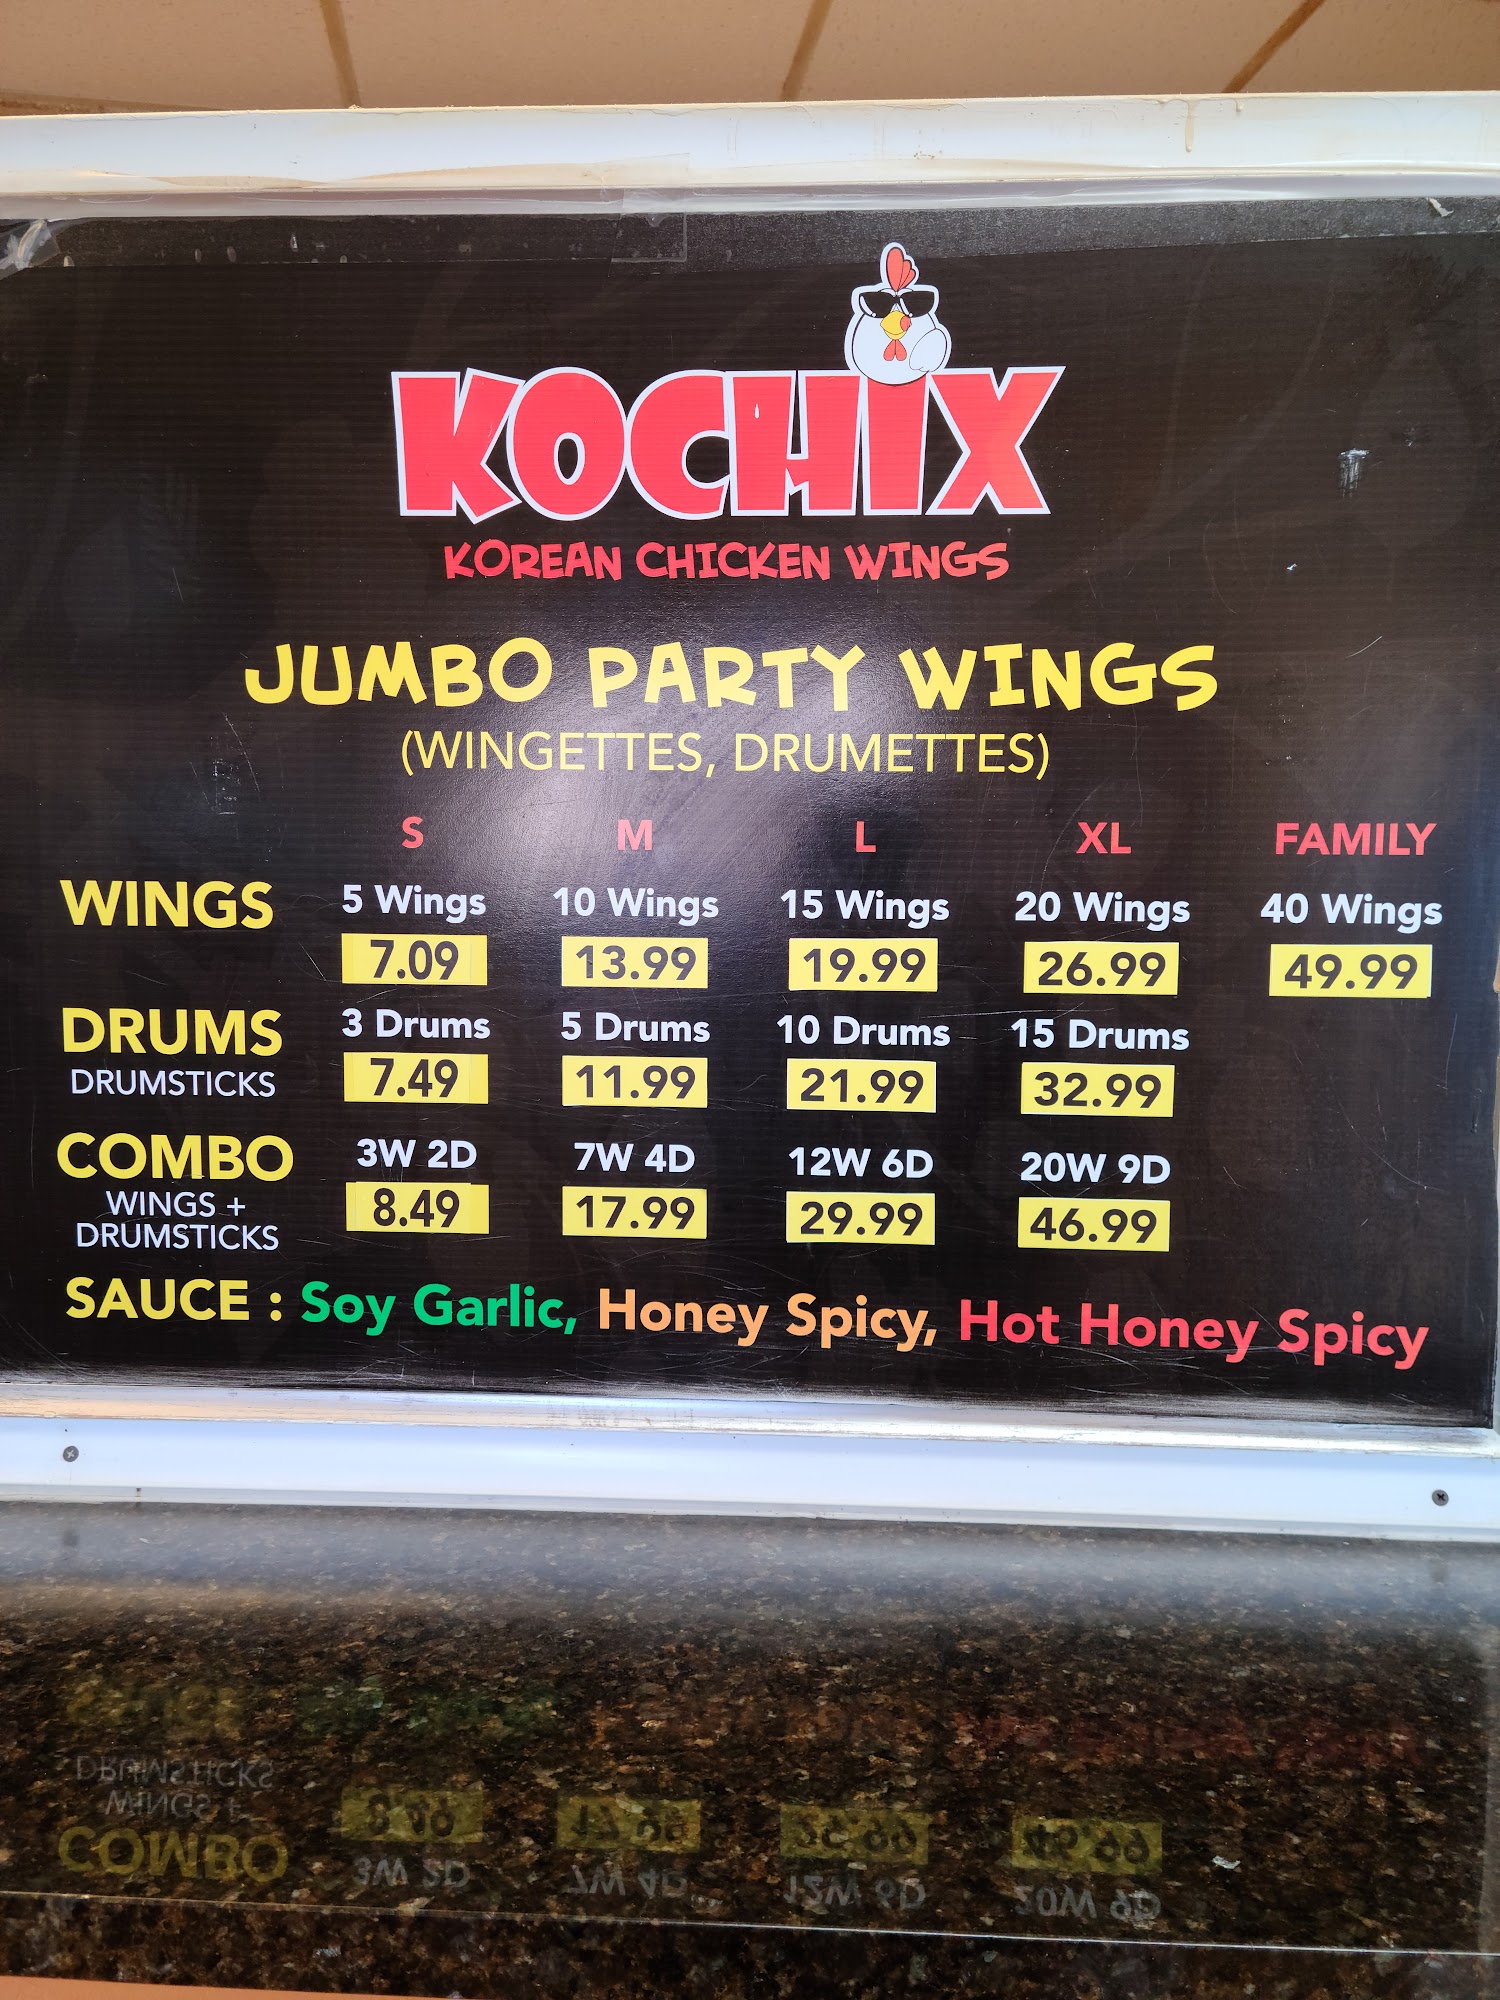 KOCHIX
KOREAN CHICKEN WINGS
JUMBO PARTY WINGS
(WINGETTES, DRUMETTES)
S M L XL FAMILY
WINGS 5 Wings 10 Wings 15 Wings 20 Wings 40 Wings
7.09 13.99 19.99 26.99 49.99
DRUMS 3 Drums 5 Drums 10 Drums 15 Drums
DRUMSTICKS 7.49 11.99 21.99 32.99
COMBO 3W 2D 7W 4D 12W 6D 20W 9D
WINGS + 8.49 17.99 29.99 46.99
DRUMSTICKS
SAUCE : Soy Garlic, Honey Spicy, Hot Honey Spicy